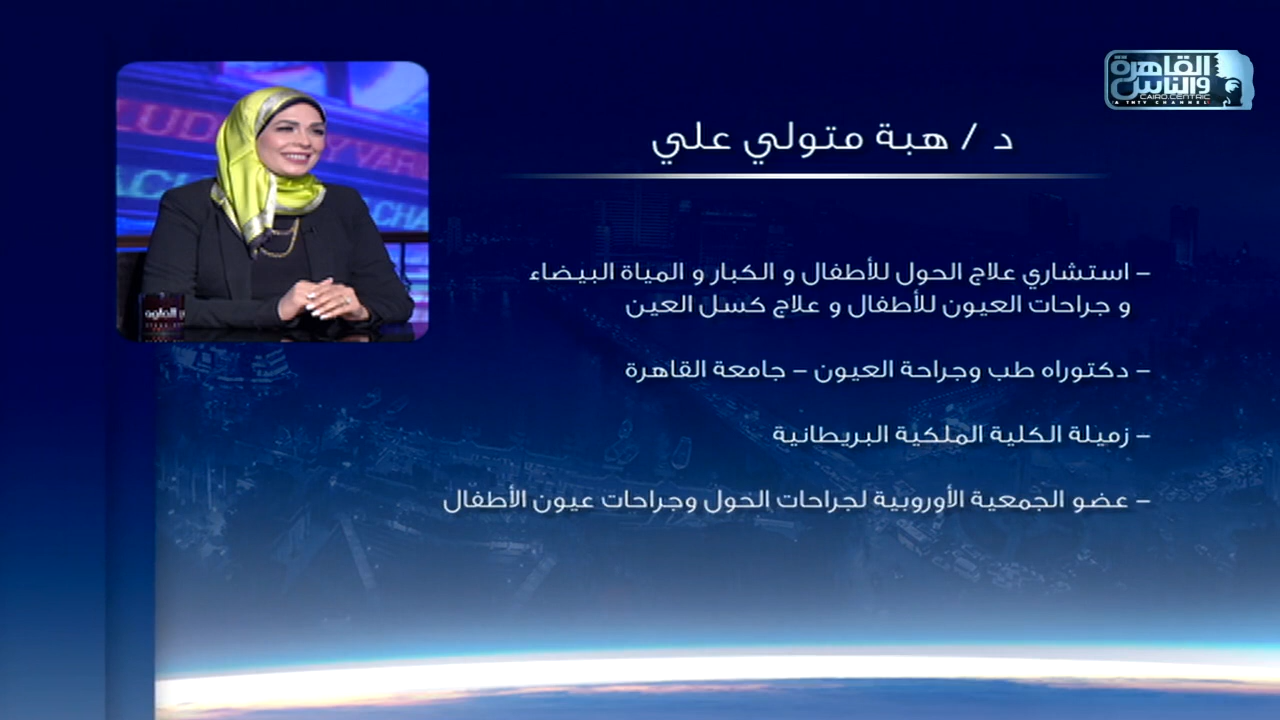 القاهرة
والناس
CAIRO.CENTRIC
A TNTV CHANNEL
د / هبة متولي علي
– استشاري علاج الحول للأطفال و الكبار و المياة البيضاء
و جراحات العيون للأطفال و علاج كسل العين
– دكتوراه طب وجراحة العيون – جامعة القاهرة
– زميلة الكلية الملكية البريطانية
– عضو الجمعية الأوروبية لجراحات الحول وجراحات عيون الأطفال